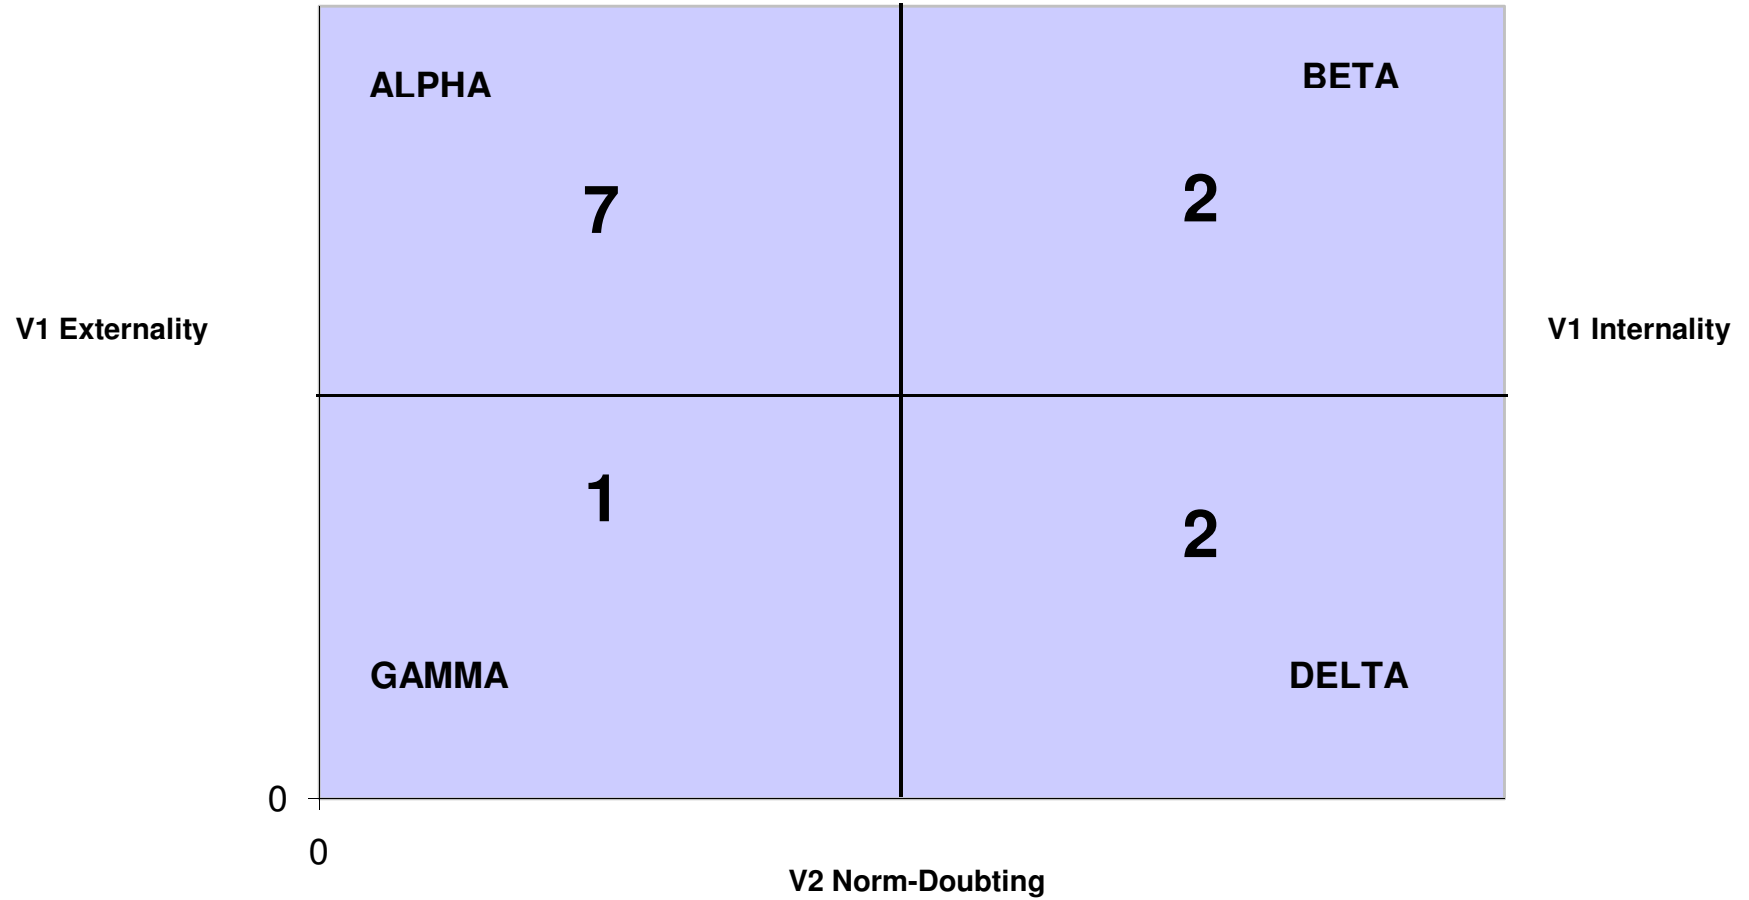 ALPHA
BETA
7
2
V1 Externality
V1 Internality
1
2
GAMMA
DELTA
0
0
V2 Norm-Doubting